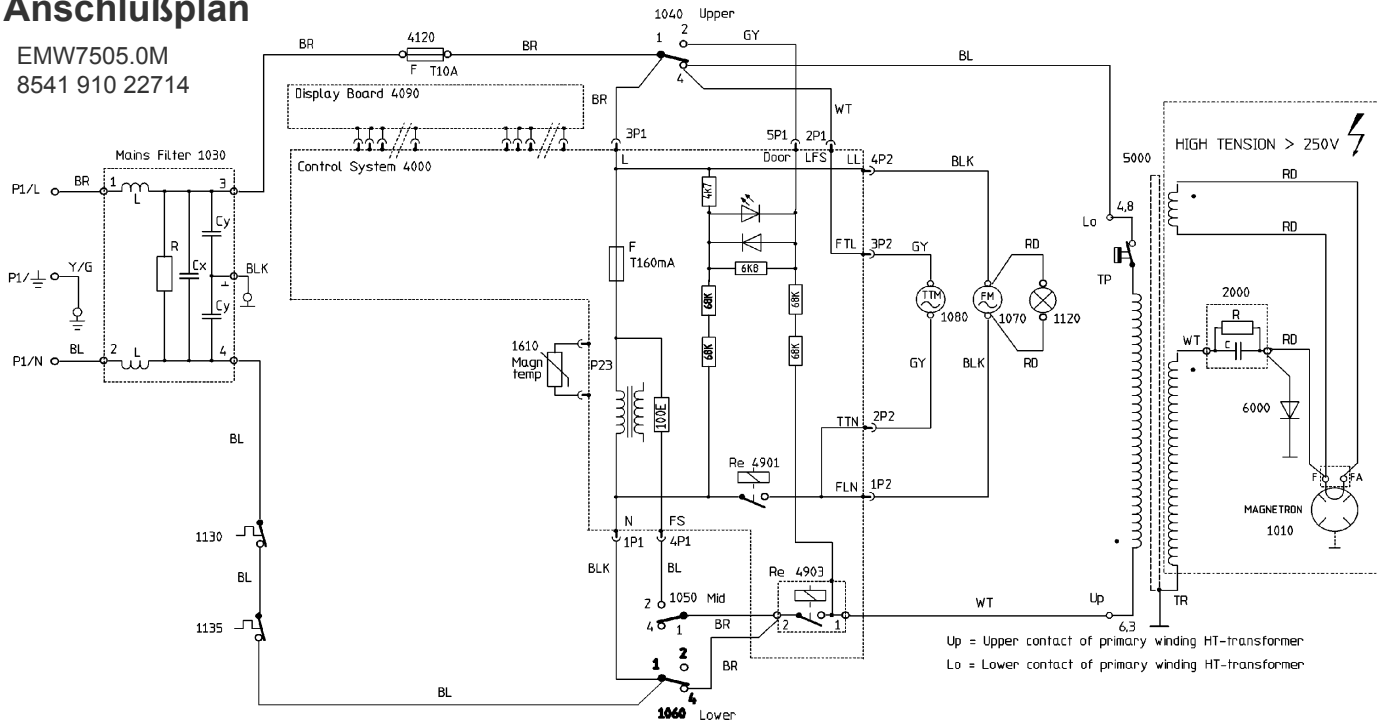 Anschlußplan
EMW7505.0M
8541 910 22714
1040 Upper
1
2
4
GY
BR
4120
F T10A
BR
BR
BL
WT
Display Board 4090
Control System 4000
3P1
5P1
2P1
L
Door
LFS
LL
4P2
BLK
Mains Filter 1030
P1/L
BR
1
L
3
R
Cx
Cy
Cy
BLK
P1/
Y/G
P1/N
BL
2
L
4
4K7
6K8
68K
68K
68K
68K
F
T160mA
FTL
3P2
GY
TTM
1080
GY
FM
1070
RD
1120
RD
BLK
1610
Magn
temp
P23
100E
TTN
2P2
Re 4901
FLN
1P2
N
FS
1P1
4P1
BLK
BL
BL
1130
BL
1135
BL
2
4
1
1050 Mid
BR
BR
Re 4903
2
1
1
2
4
1060 Lower
WT
Up
6,3
Lo
4,8
TP
5000
TR
HIGH TENSION > 250V
RD
RD
2000
R
C
WT
RD
6000
F
FA
MAGNETRON
1010
Up = Upper contact of primary winding HT-transformer
Lo = Lower contact of primary winding HT-transformer